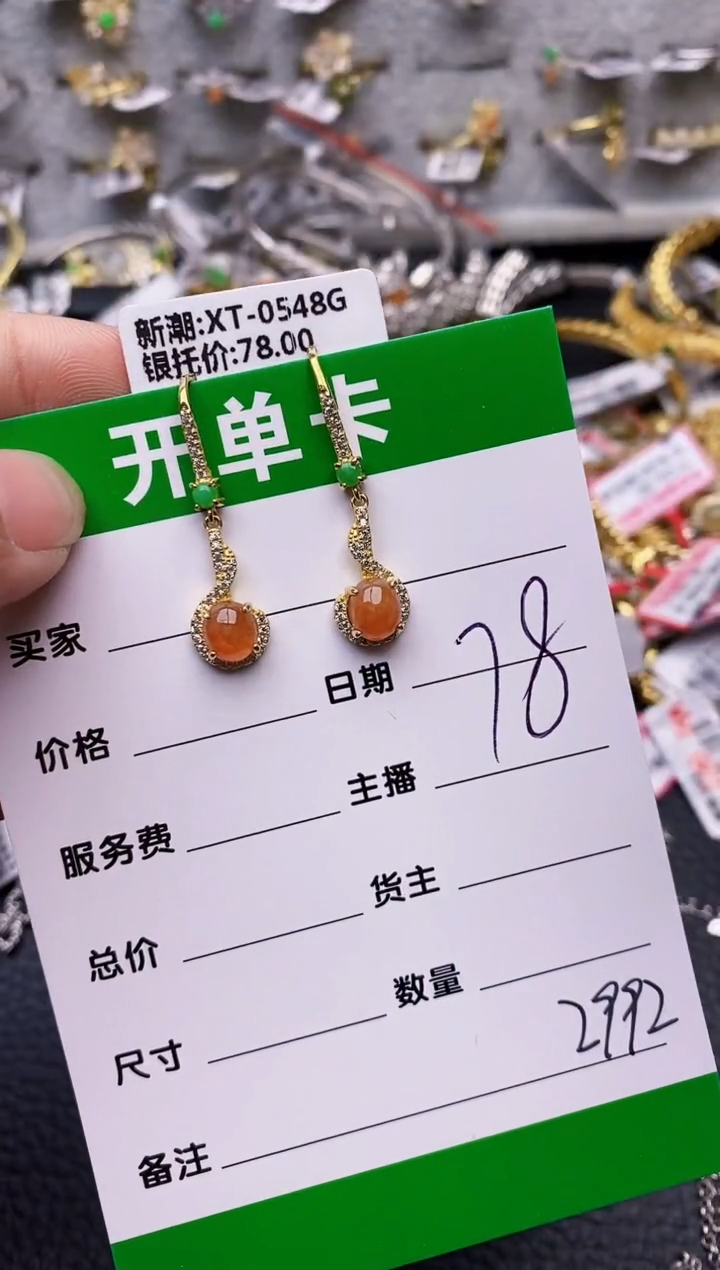 新潮:XT-0548G
银托价:78.00
开单卡
买家
日期 78
价格
主播
服务费
货主
总价
数量
尺寸
2992
备注